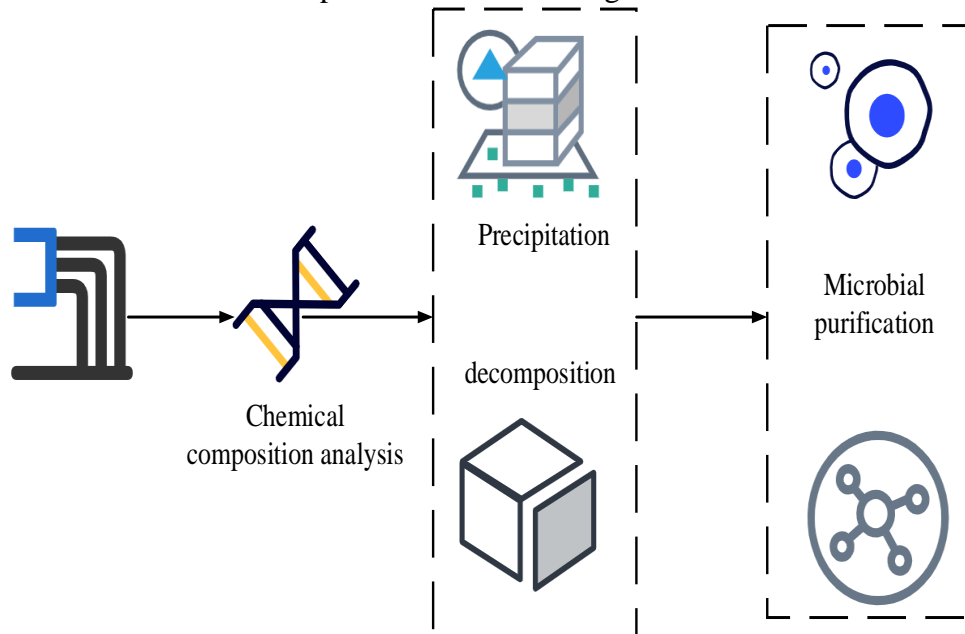 Precipitation
decomposition
Chemical
composition analysis
Microbial
purification